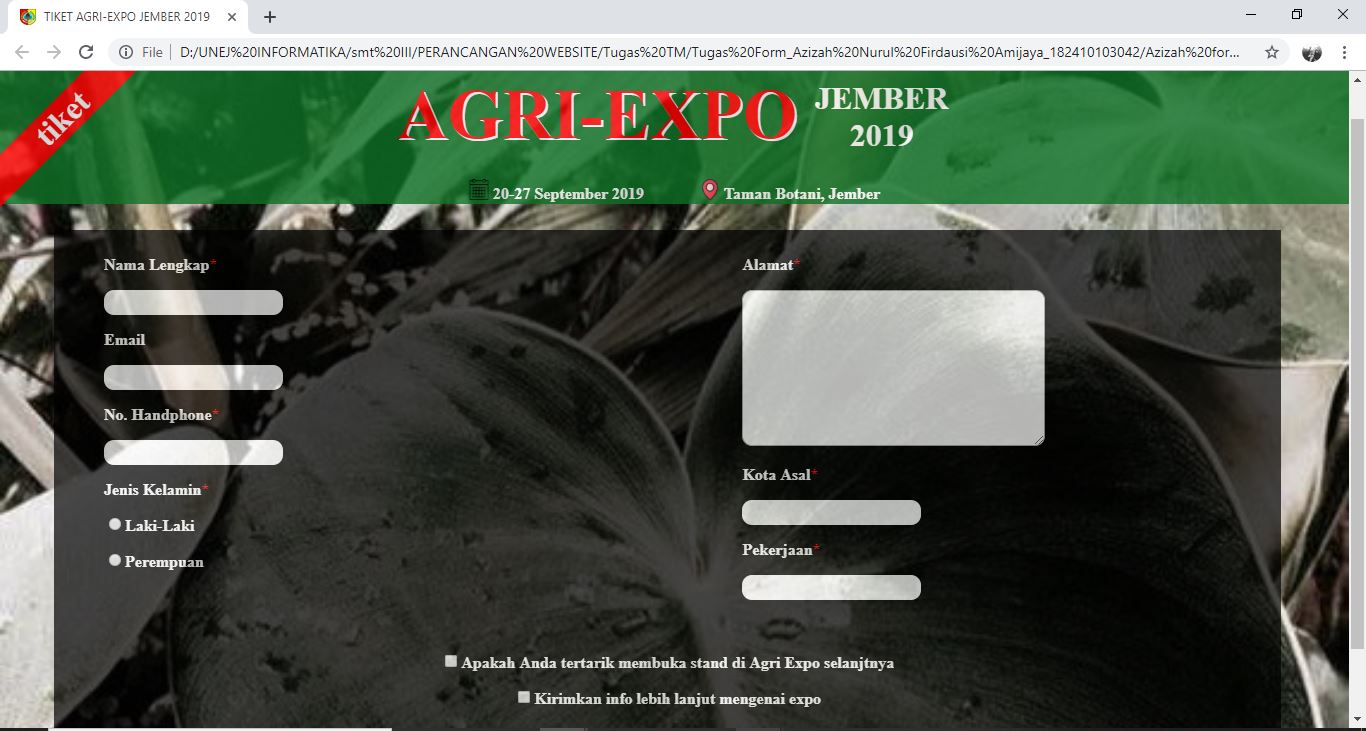 TIKET AGRI-EXPO JEMBER 2019
File
D:/UNEJ%20INFORMATIKA/smt%20III/PERANCANGAN%20WEBSITE/Tugas%20TM/Tugas%20Form_Azizah%20Nurul%20Firdausi%20Amijaya_182410103042/Azizah%20for...
tiket
AGRI-EXPO
JEMBER
2019
20-27 September 2019
Taman Botani, Jember
Nama Lengkap*
Email
No. Handphone*
Jenis Kelamin*
Laki-Laki
Perempuan
Alamat*
Kota Asal*
Pekerjaan*
Apakah Anda tertarik membuka stand di Agri Expo selanjtnya
Kirimkan info lebih lanjut mengenai expo